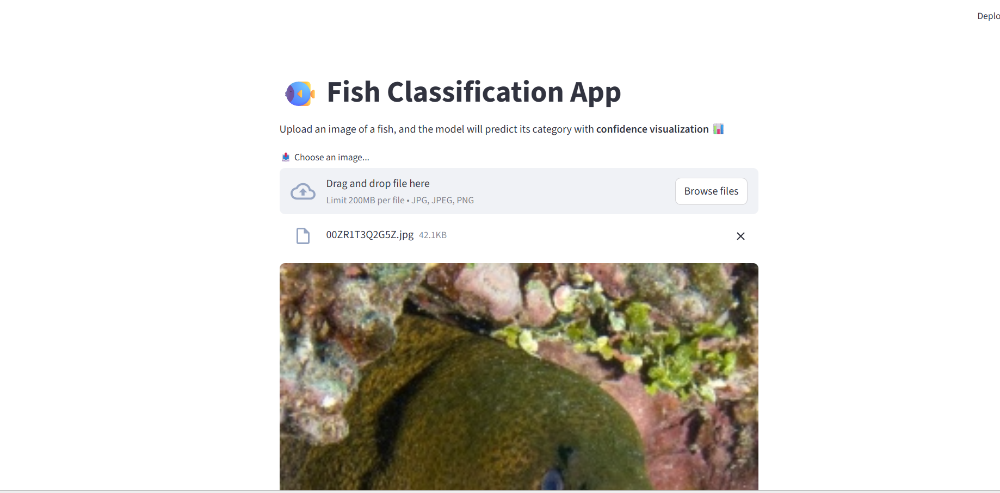 Deplo
Fish Classification App
Upload an image of a fish, and the model will predict its category with confidence visualization
Choose an image...
Drag and drop file here
Limit 200MB per file • JPG, JPEG, PNG
Browse files
00ZR1T3Q2G5Z.jpg 42.1KB